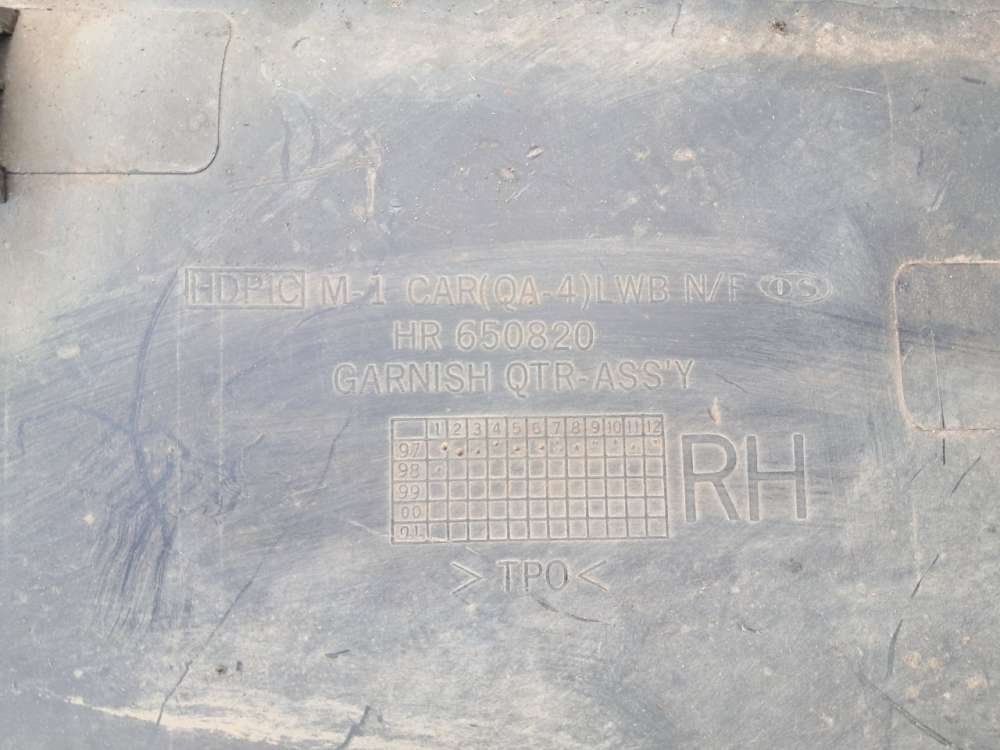 HDPIC M-1 CAR(QA-4)LWB N/F OS
HR 650820
GARNISH QTR-ASS'Y
1 2 3 4 5 6 7 8 9 10 11 12
97
98
99
00
01
RH
>TPO<